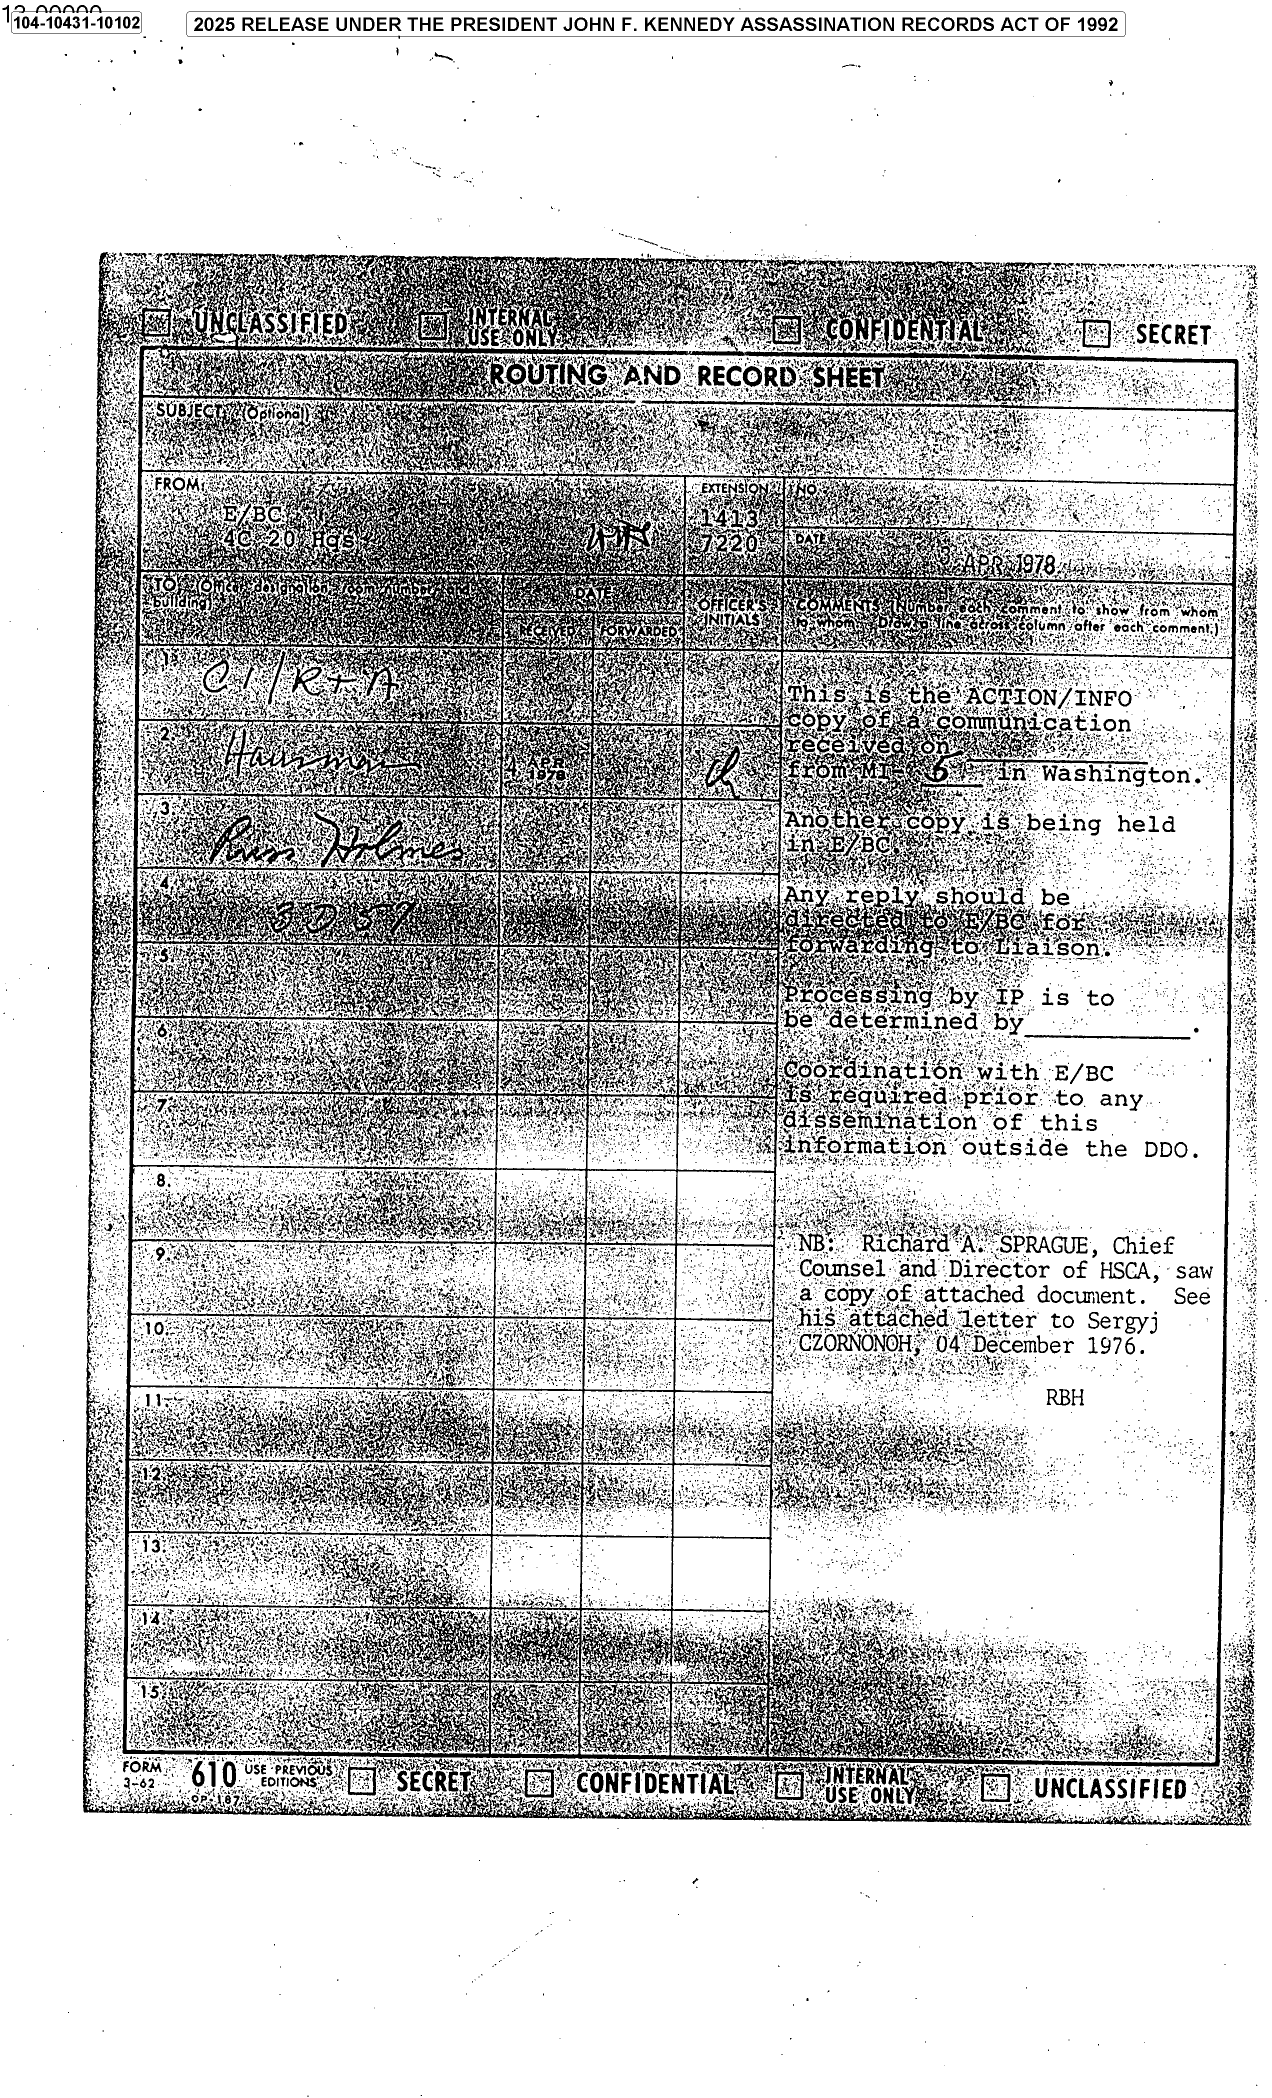 13-00000
104-10431-10102
2025 RELEASE UNDER THE PRESIDENT JOHN F. KENNEDY ASSASSINATION RECORDS ACT OF 1992
UNCLASSIFIED
INTERNAL
USE ONLY
CONFIDENTIAL
SECRET
ROUTING AND RECORD SHEET
SUBJECT: (Optional)
FROM:
E/BC
4C 20 Hqs
EXTENSION
1413
7220
NO.
DATE
APR 1978
TO: (Officer designation, room number, and
building)
DATE
RECEIVED
FORWARDED
OFFICER'S
INITIALS
COMMENTS (Number each comment to show from whom
to whom. Draw a line across column after each comment.)
1.
CI/R+A
2.
Hausman
4 APR
1978
3.
Russ Holmes
4.
3 D 57
5
6
7.
8.
9.
10.
11.
12.
13.
14
15.
This is the ACTION/INFO
copy of a communication
received on
from MI- 5 in Washington.
Another copy is being held
in E/BC.
Any reply should be
directed to E/BC for
forwarding to Liaison.
Processing by IP is to
be determined by .
Coordination with E/BC
is required prior to any
dissemination of this
information outside the DDO.
NB: Richard A. SPRAGUE, Chief
Counsel and Director of HSCA, saw
a copy of attached document. See
his attached letter to Sergyj
CZORNONOH, 04 December 1976.
RBH
FORM
3-62
610
USE PREVIOUS
EDITIONS
OP 187
SECRET
CONFIDENTIAL
INTERNAL
USE ONLY
UNCLASSIFIED